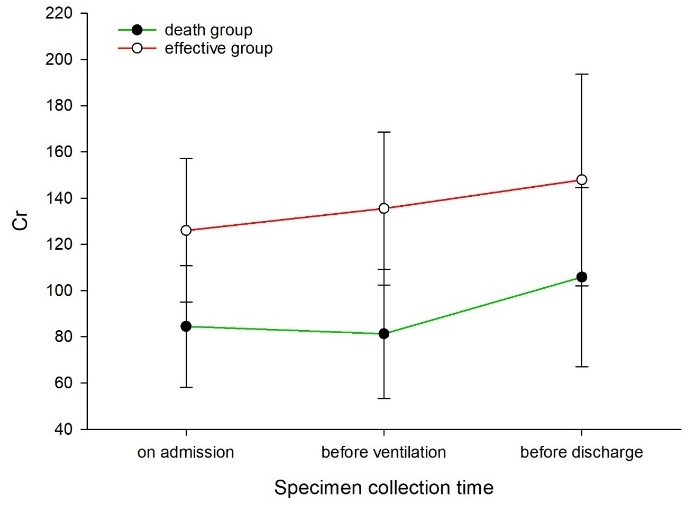 220
200
180
160
140
120
100
80
60
40
Cr
death group
effective group
on admission before ventilation before discharge
Specimen collection time